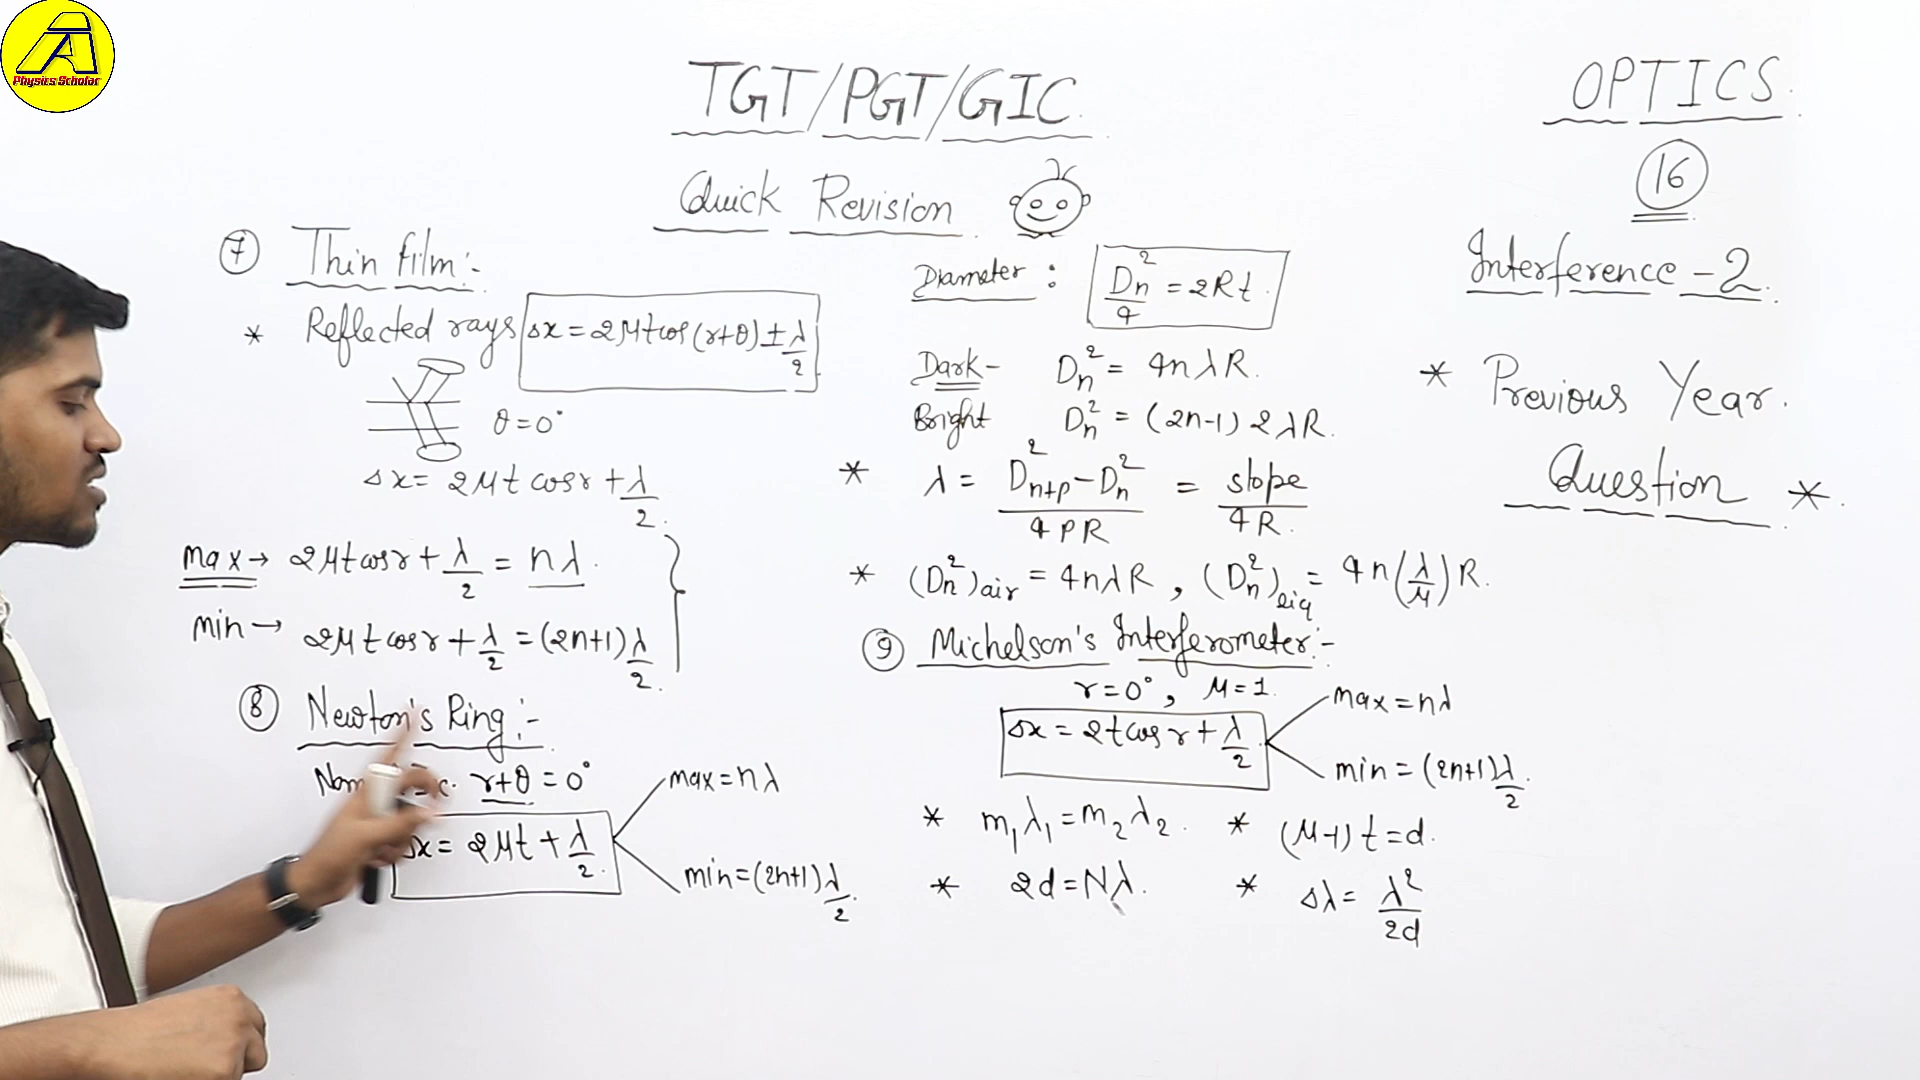 A
Physics Scholar
TGT/PGT/GIC
Quick Revision
OPTICS
16
Interference - 2
* Previous Year.
Question *
7 Thin film :-
* Reflected rays Δx = 2μt cos(r+θ) ± λ/2
θ = 0°
Δx = 2μt cos r + λ/2.
max → 2μt cos r + λ/2 = nλ.
min → 2μt cos r + λ/2 = (2n+1) λ/2.
8 Newton's Ring :-
r+θ = 0°
Δx = 2μt + λ/2.
max = nλ
min = (2n+1) λ/2.
Diameter : Dn²/4 = 2Rt.
Dark - Dn² = 4nλR.
Bright Dn² = (2n-1) 2λR.
* λ = (D²n+p - Dn²)/4PR = slope/4R.
* (Dn²)air = 4nλR , (Dn²)liq = 4n(λ/μ)R.
9 Michelson's Interferometer :-
r = 0°, μ = 1.
Δx = 2t cos r + λ/2
max = nλ
min = (2n+1) λ/2.
* m₁λ₁ = m₂λ₂. * (μ-1) t = d.
* 2d = Nλ. * Δλ = λ²/2d